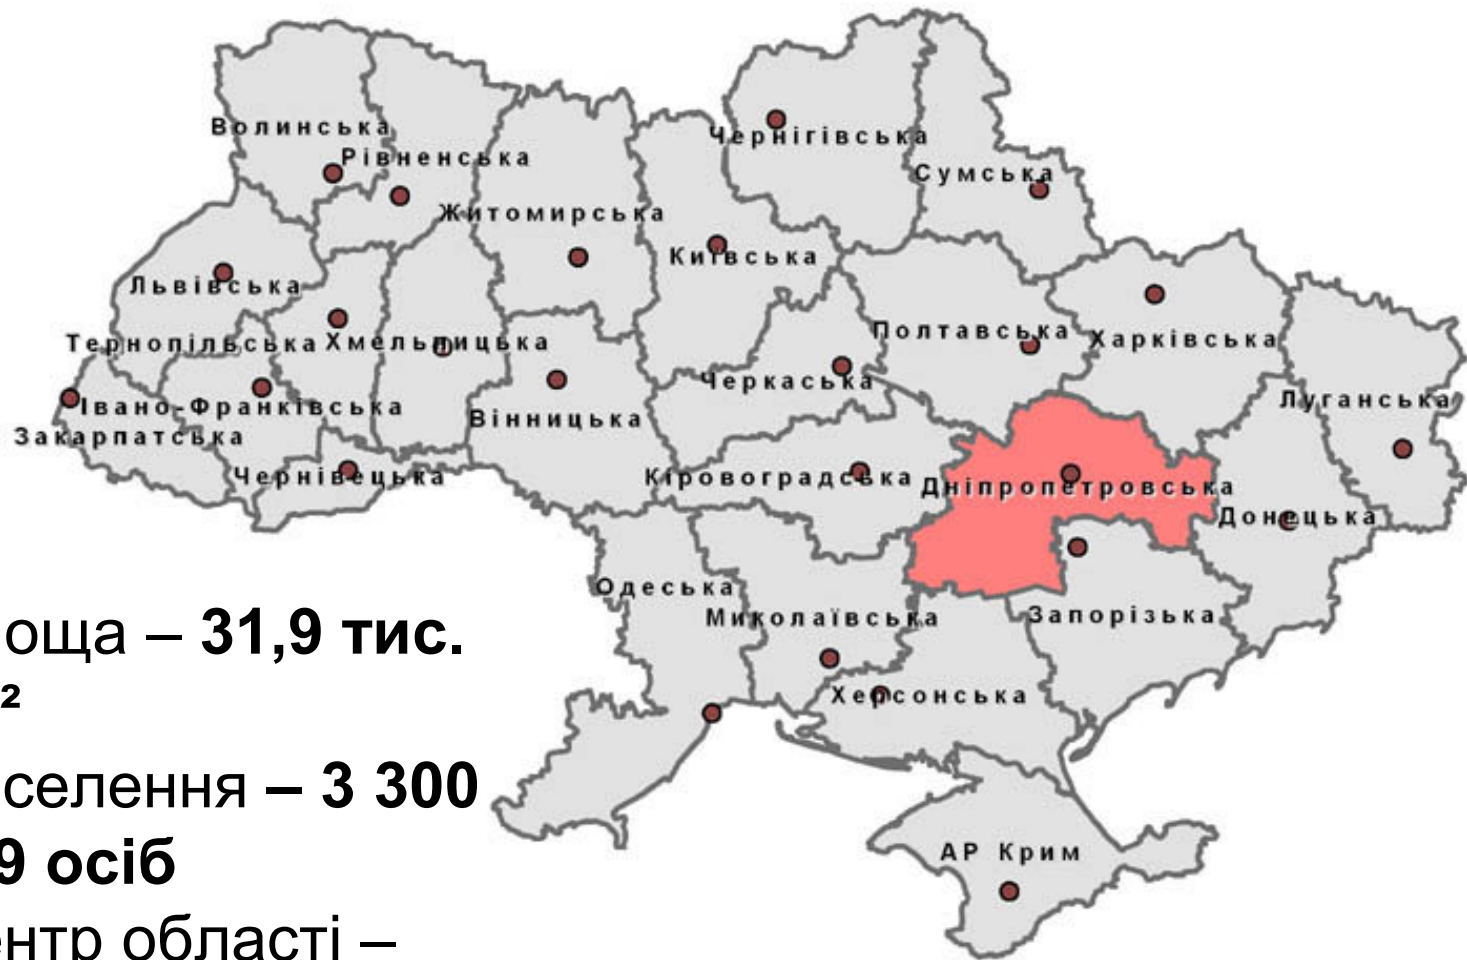 Волинська
Рівненська
Чернігівська
Сумська
Житомирська
Київська
Львівська
Тернопільська
Хмельницька
Полтавська
Харківська
Черкаська
Івано-Франківська
Вінницька
Луганська
Закарпатська
Чернівецька
Кіровоградська
Дніпропетровська
Донецька
Одеська
Миколаївська
Запорізька
Херсонська
АР Крим
оща – 31,9 тис.
²
селення – 3 300
9 осіб
ентр області –